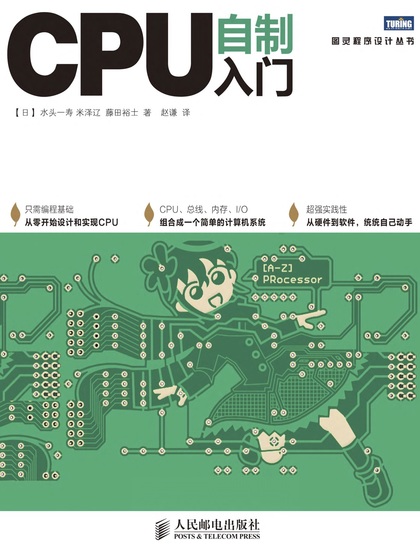 CPU自制
入门
TURING
图灵程序设计丛书
【日】水头一寿 米泽辽 藤田裕士 著 赵谦 译
只需编程基础
从零开始设计和实现CPU
CPU、总线、内存、I/O
组合成一个简单的计算机系统
超强实践性
从硬件到软件，统统自己动手
[A-Z]
PRocessor
人民邮电出版社
POSTS & TELECOM PRESS